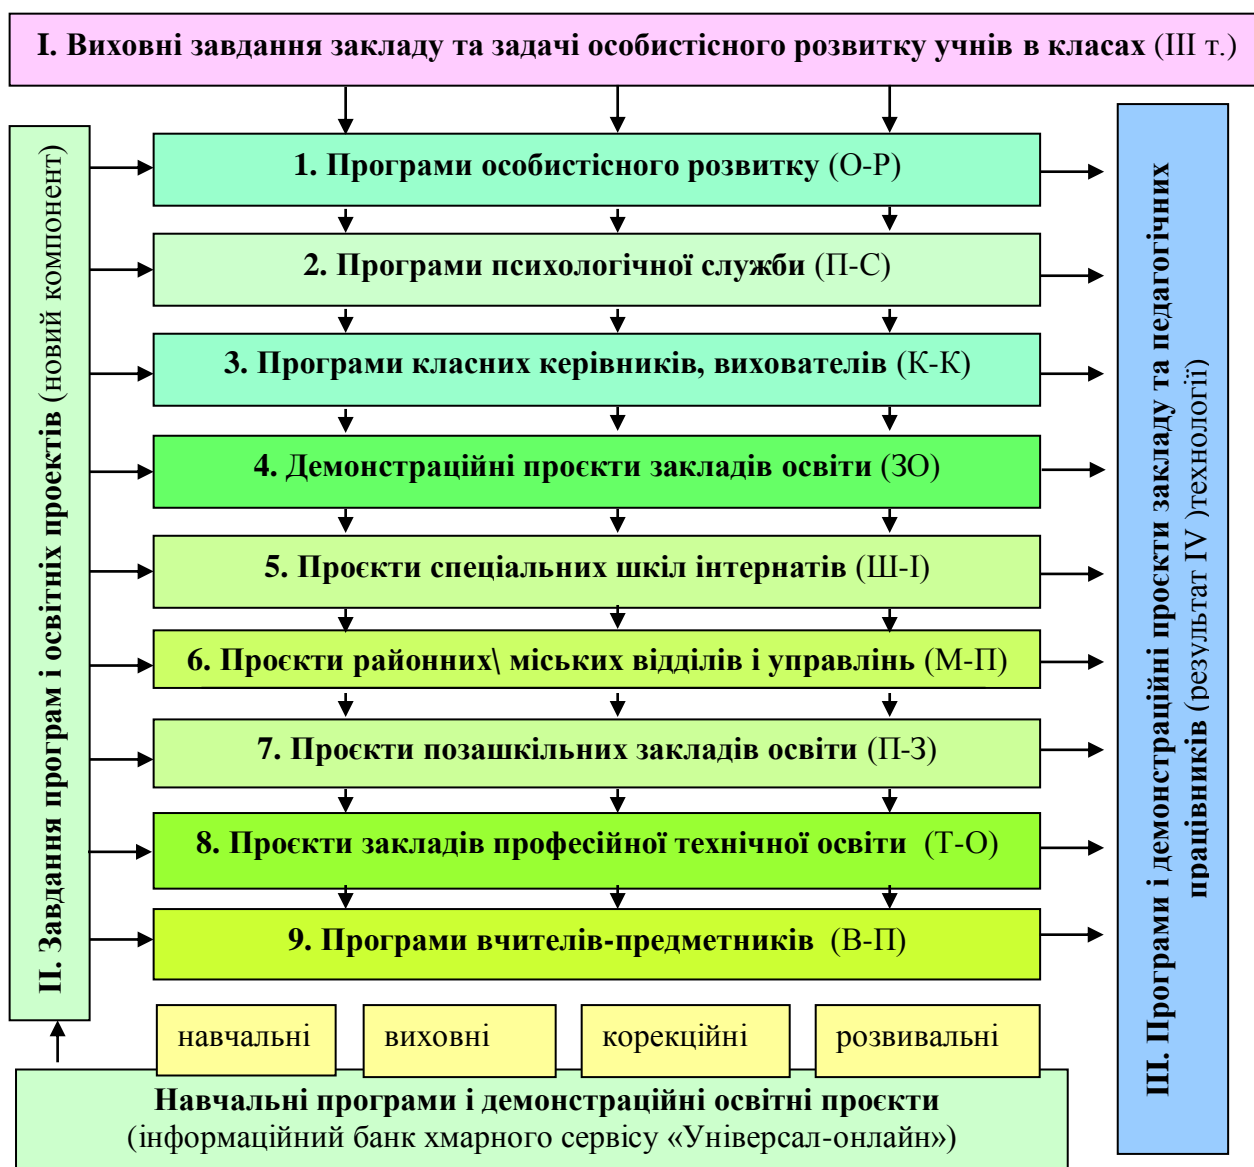 І. Виховні завдання закладу та задачі особистісного розвитку учнів в класах (ІІІ т.)
ІІ. Завдання програм і освітніх проектів (новий компонент)
1. Програми особистісного розвитку (О-Р)
2. Програми психологічної служби (П-С)
3. Програми класних керівників, вихователів (К-К)
4. Демонстраційні проєкти закладів освіти (ЗО)
5. Проєкти спеціальних шкіл інтернатів (Ш-І)
6. Проєкти районних\ міських відділів і управлінь (М-П)
7. Проєкти позашкільних закладів освіти (П-З)
8. Проєкти закладів професійної технічної освіти (Т-О)
9. Програми вчителів-предметників (В-П)
ІІІ. Програми і демонстраційні проєкти закладу та педагогічних
працівників (результат IV )технології)
навчальні виховні корекційні розвивальні
Навчальні програми і демонстраційні освітні проєкти
(інформаційний банк хмарного сервісу «Універсал-онлайн»)